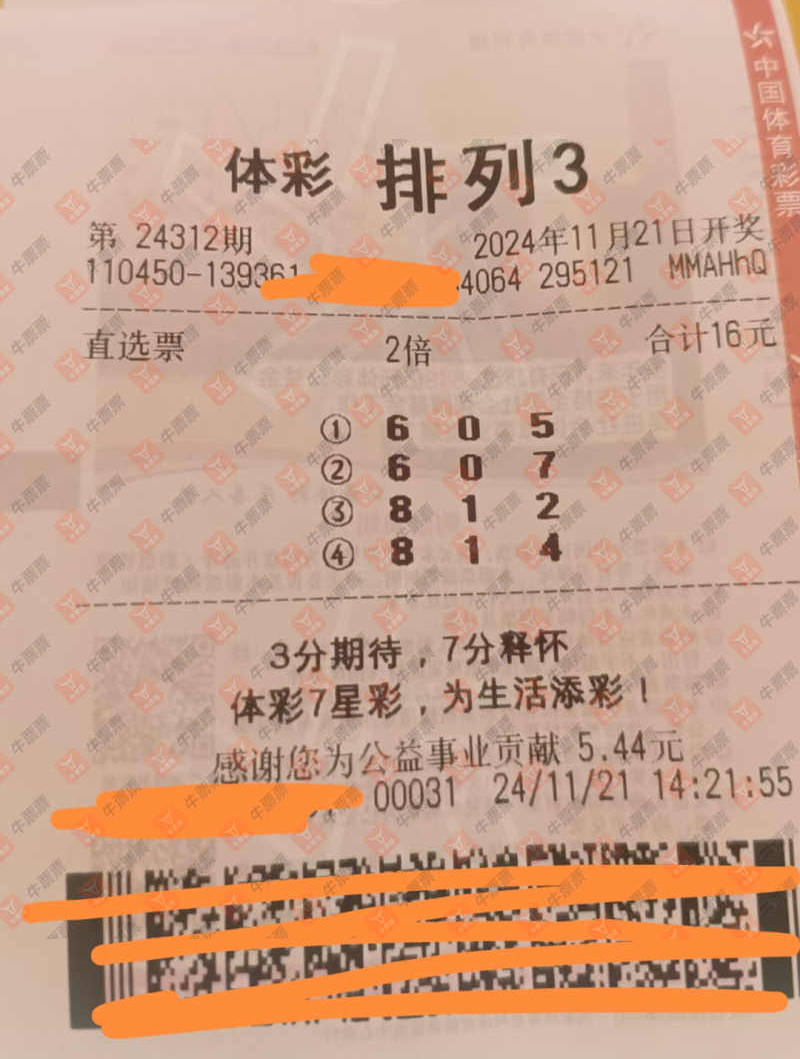 中国体育彩票
体彩 排列3
第 24312期 2024年11月21日开奖
110450-139361 4064 295121 MMAHhQ
直选票 2倍 合计16元
① 6 0 5
② 6 0 7
③ 8 1 2
④ 8 1 4
3分期待，7分释怀
体彩7星彩，为生活添彩！
感谢您为公益事业贡献 5.44元
00031 24/11/21 14:21:55
牛票票